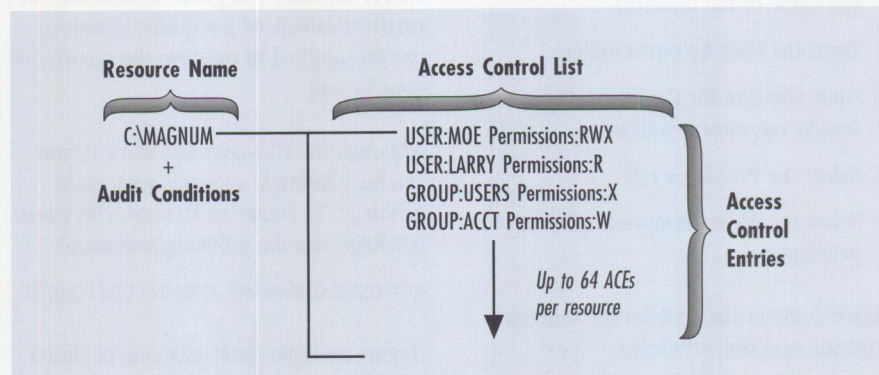 Resource Name
Access Control List
C:\MAGNUM
+
Audit Conditions
USER:MOE Permissions:RWX
USER:LARRY Permissions:R
GROUP:USERS Permissions:X
GROUP:ACCT Permissions:W
Up to 64 ACEs
per resource
Access
Control
Entries